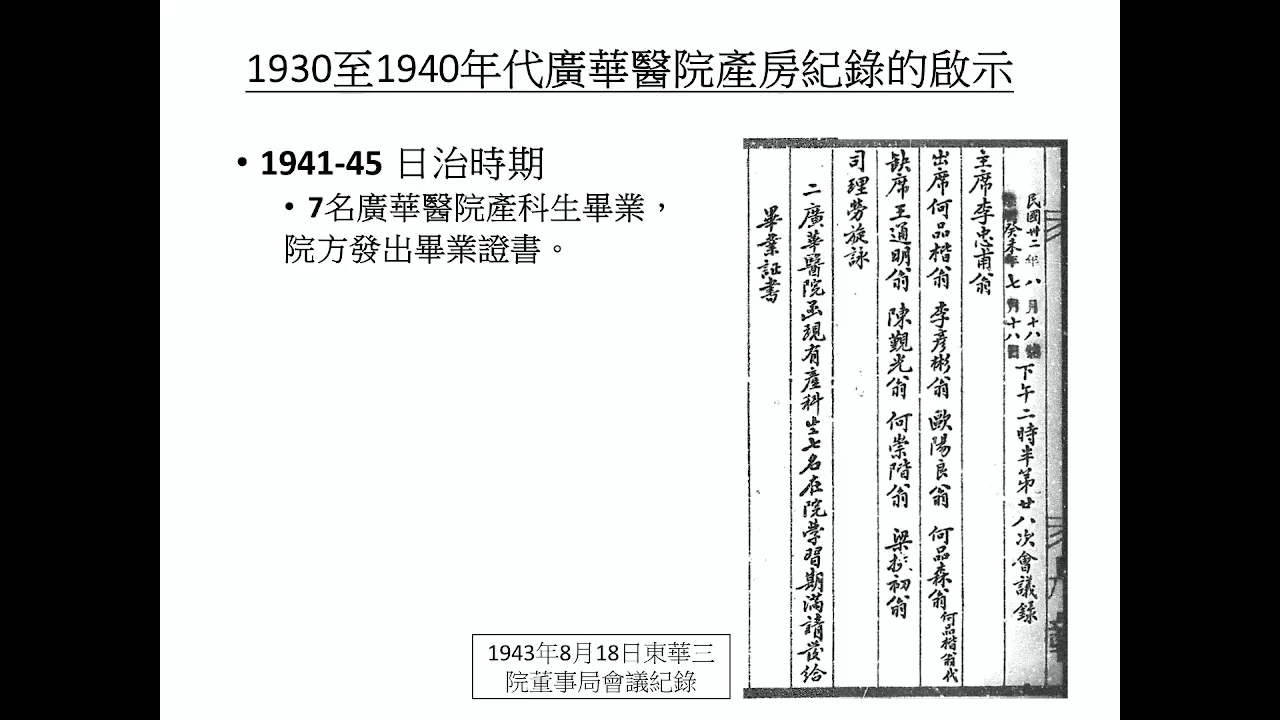 1930至1940年代廣華醫院產房紀錄的啟示
• 1941-45 日治時期
• 7名廣華醫院產科生畢業，
院方發出畢業證書。
民國卅二年八月十八
癸未年七月十八
下午二時半第廿八次會議錄
主席李忠甫翁
出席何品楷翁 李彥彬翁 歐陽良翁 何品森翁何品楷翁代
缺席王通明翁 陳觀光翁 何崇階翁 梁 初翁
司理勞旋詠
二廣華醫院函現有產科生七名在院學習期滿請發給
畢業証書
1943年8月18日東華三
院董事局會議紀錄